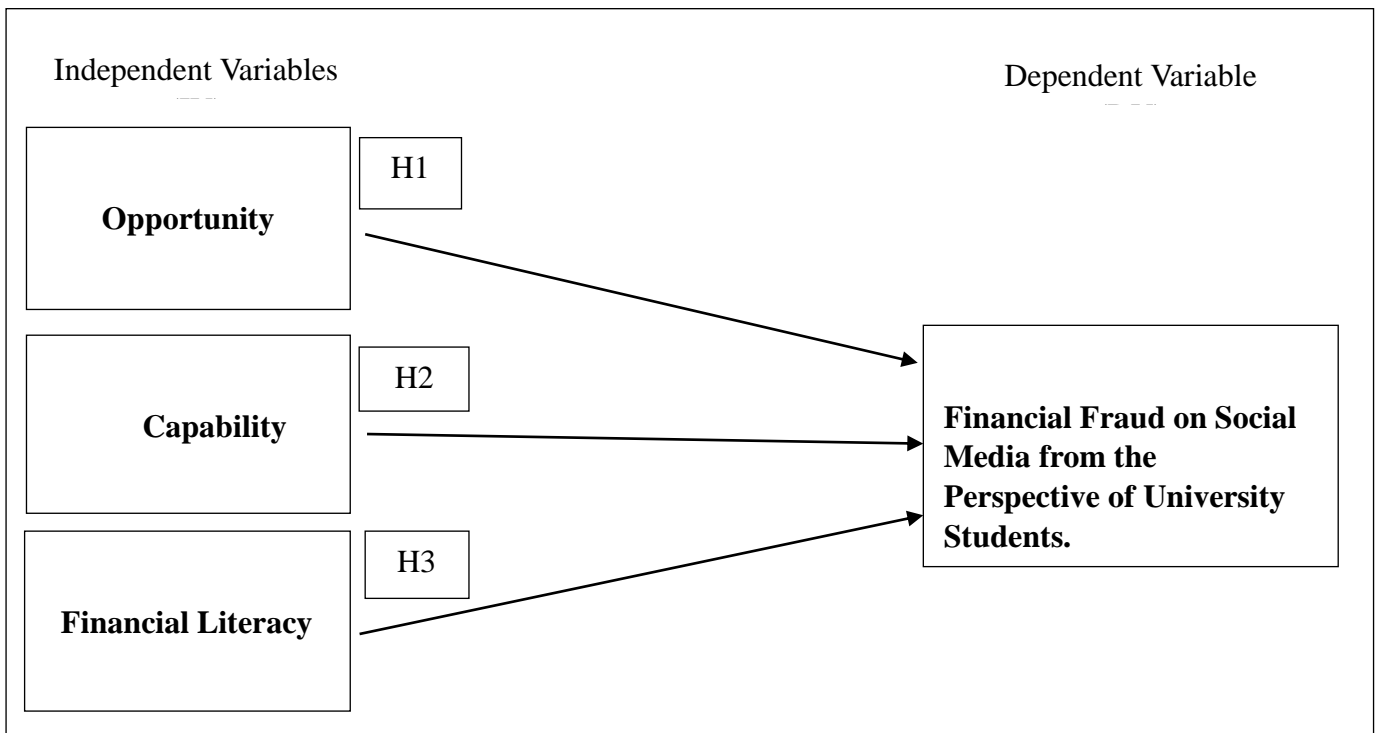 Independent Variables
Dependent Variable
H1
Opportunity
H2
Capability
H3
Financial Literacy
Financial Fraud on Social
Media from the
Perspective of University
Students.